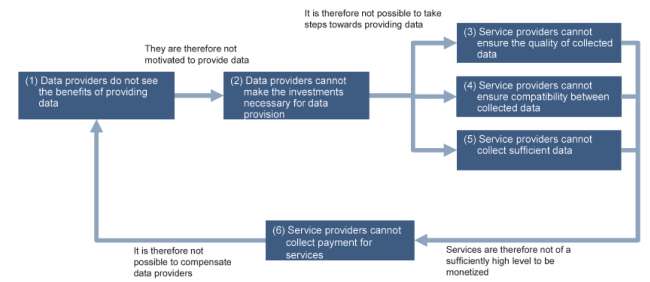 It is therefore not possible to take
steps towards providing data
They are therefore not
motivated to provide data
(1) Data providers do not see
the benefits of providing
data
(2) Data providers cannot
make the investments
necessary for data
provision
(3) Service providers cannot
ensure the quality of collected
data
(4) Service providers cannot
ensure compatibility between
collected data
(5) Service providers cannot
collect sufficient data
(6) Service providers cannot
collect payment for
services
Services are therefore not of a
sufficiently high level to be
monetized
It is therefore not
possible to compensate
data providers